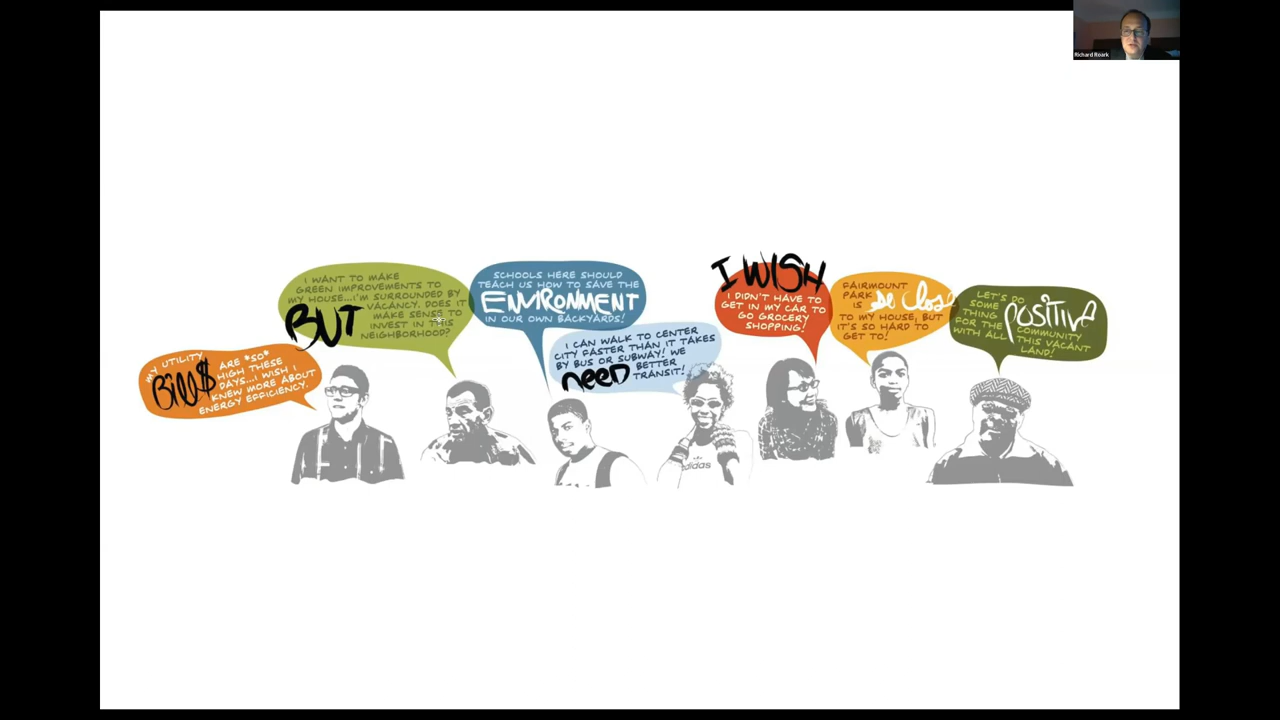 Richard Roark
MY UTILITY
Bill$
ARE *SO*
HIGH THESE
DAYS...I WISH I
KNEW MORE ABOUT
ENERGY EFFICIENCY.
I WANT TO MAKE
GREEN IMPROVEMENTS TO
MY HOUSE...I'M SURROUNDED BY
BUT
VACANCY. DOES IT
MAKE SENSE TO
INVEST IN THIS
NEIGHBORHOOD?
SCHOOLS HERE SHOULD
TEACH US HOW TO SAVE THE
ENVIRONMENT
IN OUR OWN BACKYARDS!
I CAN WALK TO CENTER
CITY FASTER THAN IT TAKES
BY BUS OR SUBWAY! WE
NEED BETTER
TRANSIT!
adidas
I WISH
I DIDN'T HAVE TO
GET IN MY CAR TO
GO GROCERY
SHOPPING!
FAIRMOUNT
PARK IS so close
TO MY HOUSE, BUT
IT'S SO HARD TO
GET TO!
LET'S DO
SOME
THING POSITIVE
FOR THE COMMUNITY
WITH ALL THIS VACANT
LAND!